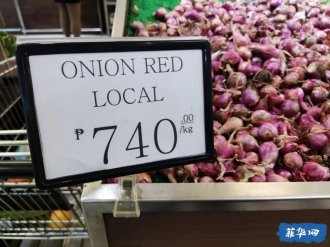 ONION RED
LOCAL
₱740.00/kg
菲华网